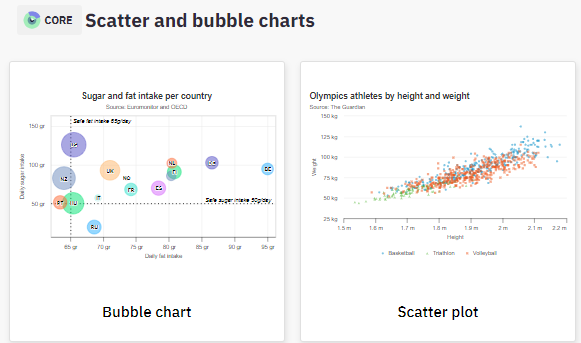 CORE Scatter and bubble charts
Sugar and fat intake per country
Source: Euromonitor and OECD
Safe fat intake 65g/day
150 gr
100 gr
50 gr
Daily sugar intake
NZ
UK
NO
IT
FR
ES
NL
BE
RU
Safe sugar intake 50g/day
65 gr
70 gr
75 gr
80 gr
85 gr
90 gr
95 gr
Daily fat intake
Bubble chart
Olympics athletes by height and weight
Source: The Guardian
150 kg
125 kg
100 kg
75 kg
50 kg
25 kg
Weight
1.5 m
1.6 m
1.7 m
1.8 m
1.9 m
2 m
2.1 m
2.2 m
Height
Basketball
Triathlon
Volleyball
Scatter plot